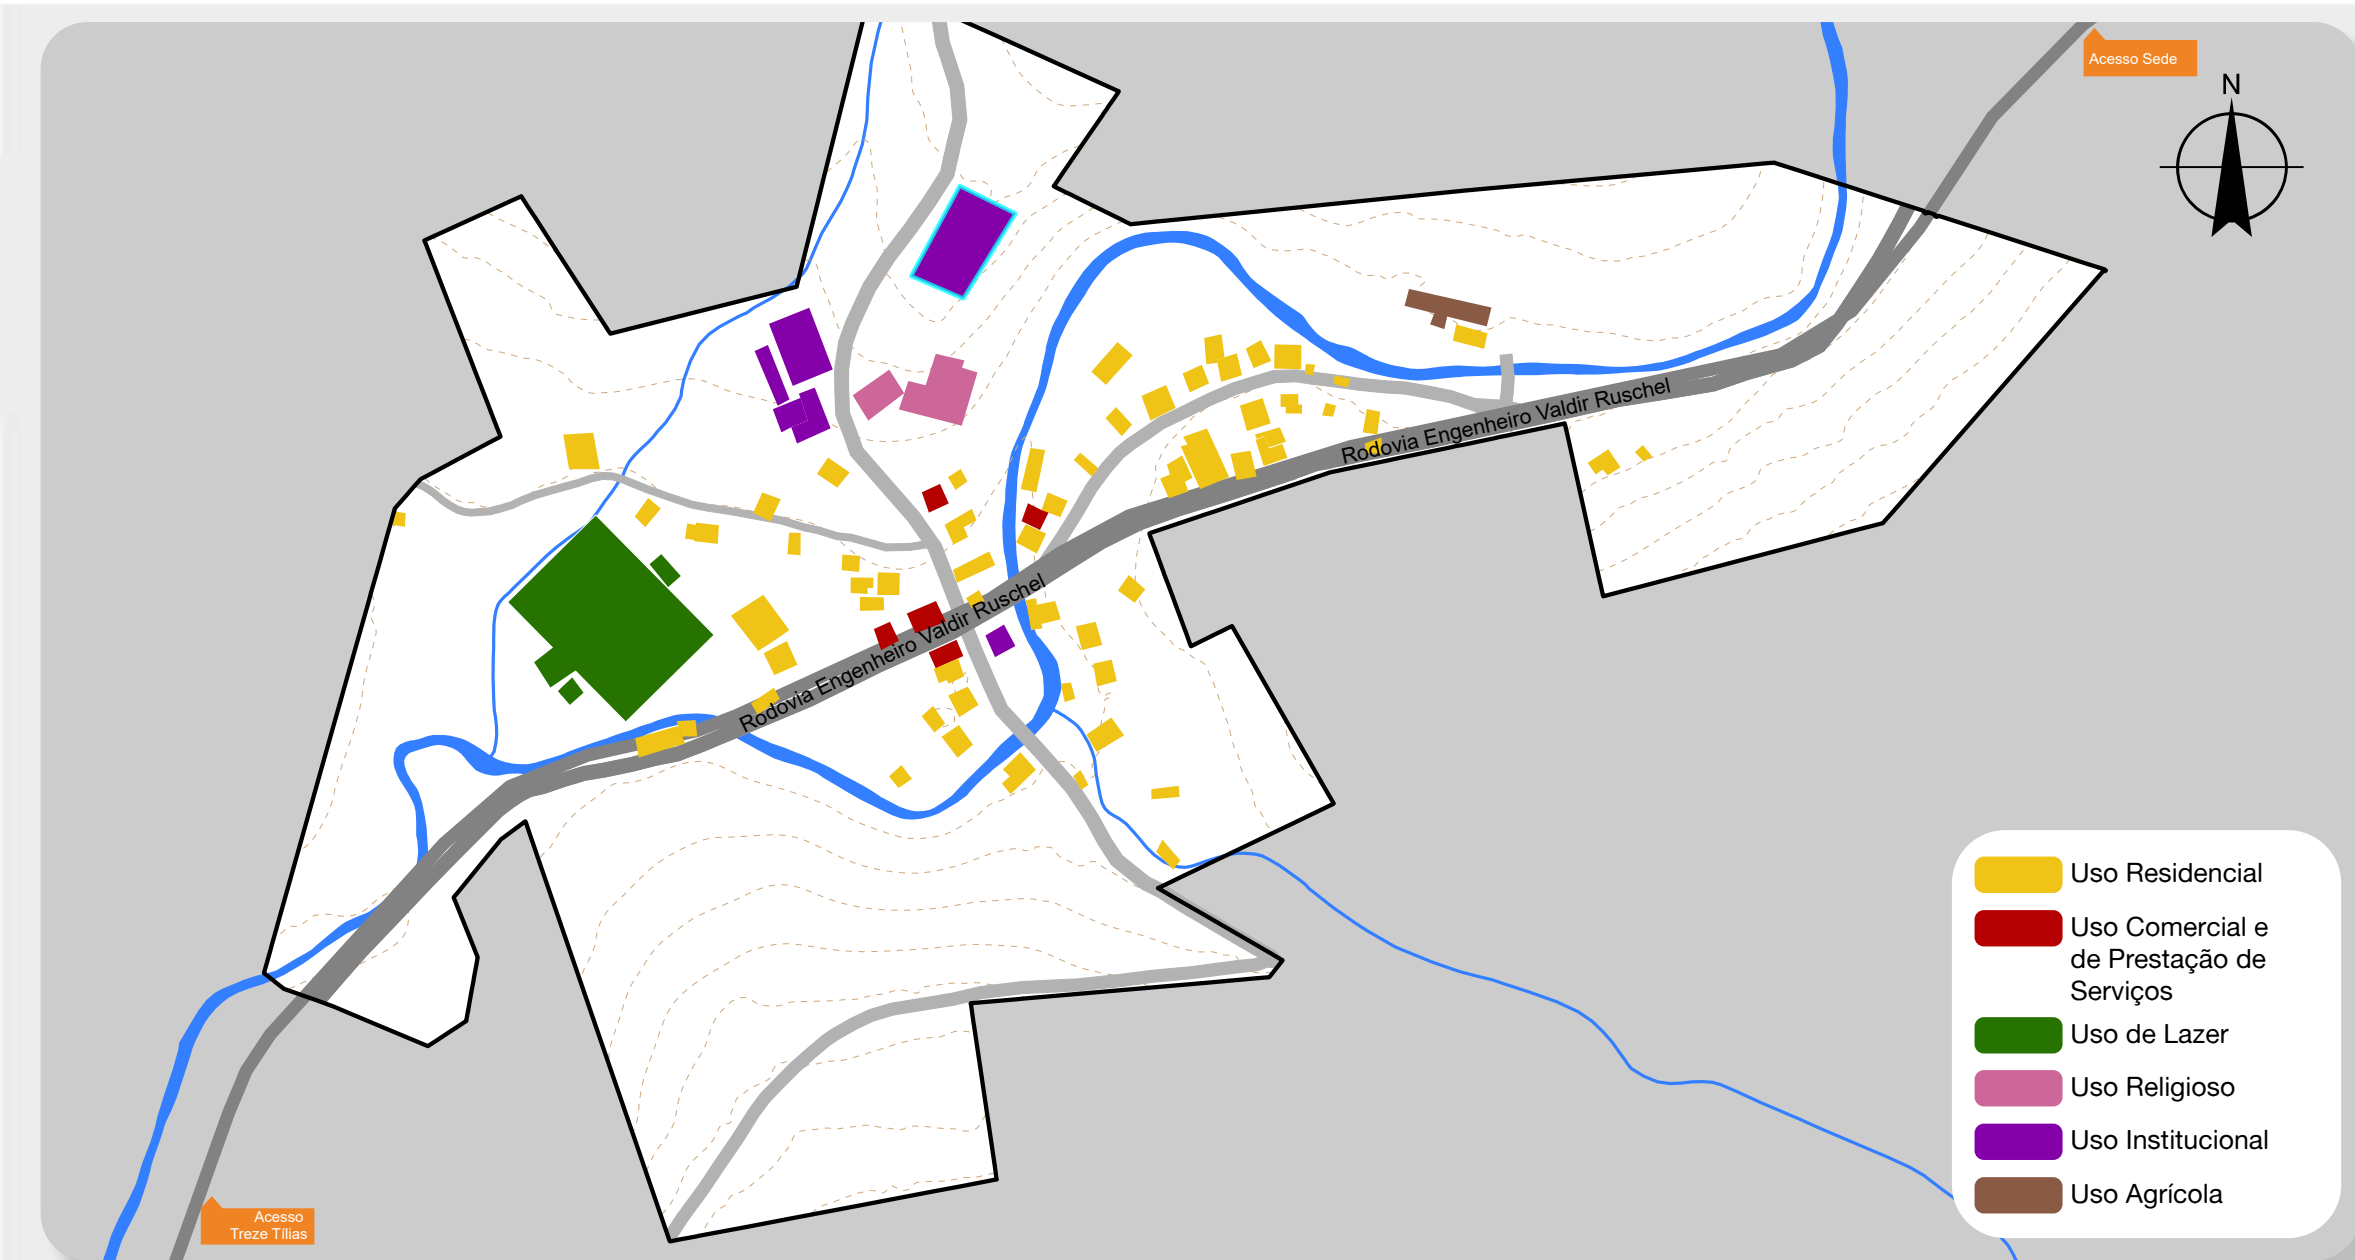 Acesso Sede
N
Rodovia Engenheiro Valdir Ruschel
Rodovia Engenheiro Valdir Ruschel
Uso Residencial
Uso Comercial e
de Prestação de
Serviços
Uso de Lazer
Uso Religioso
Uso Institucional
Uso Agrícola
Acesso
Treze Tílias